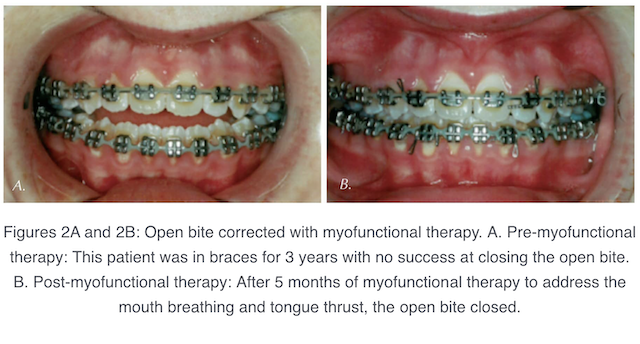 A.
B.
Figures 2A and 2B: Open bite corrected with myofunctional therapy. A. Pre-myofunctional
therapy: This patient was in braces for 3 years with no success at closing the open bite.
B. Post-myofunctional therapy: After 5 months of myofunctional therapy to address the
mouth breathing and tongue thrust, the open bite closed.